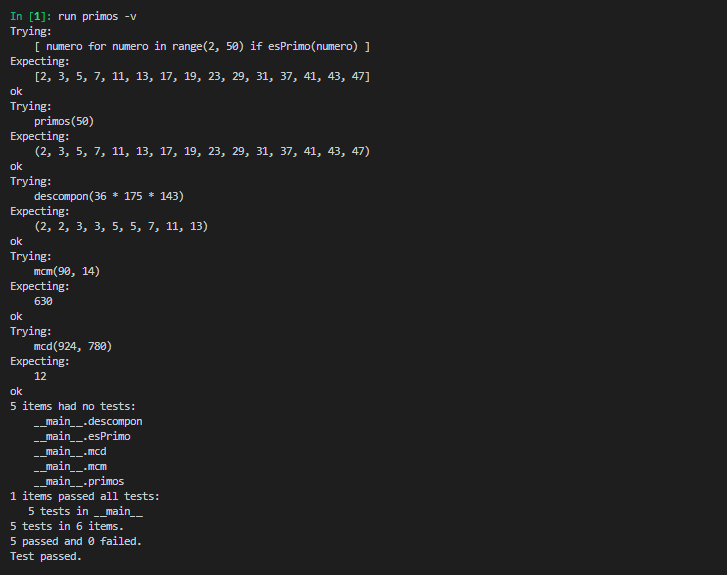 In [1]: run primos -v
Trying:
    [ numero for numero in range(2, 50) if esPrimo(numero) ]
Expecting:
    [2, 3, 5, 7, 11, 13, 17, 19, 23, 29, 31, 37, 41, 43, 47]
ok
Trying:
    primos(50)
Expecting:
    (2, 3, 5, 7, 11, 13, 17, 19, 23, 29, 31, 37, 41, 43, 47)
ok
Trying:
    descompon(36 * 175 * 143)
Expecting:
    (2, 2, 3, 3, 5, 5, 7, 11, 13)
ok
Trying:
    mcm(90, 14)
Expecting:
    630
ok
Trying:
    mcd(924, 780)
Expecting:
    12
ok
5 items had no tests:
    __main__.descompon
    __main__.esPrimo
    __main__.mcd
    __main__.mcm
    __main__.primos
1 items passed all tests:
   5 tests in __main__
5 tests in 6 items.
5 passed and 0 failed.
Test passed.